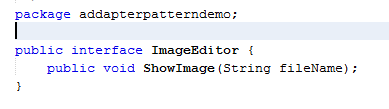 package addapterpatterndemo;
public interface ImageEditor {
public void ShowImage(String fileName);
}